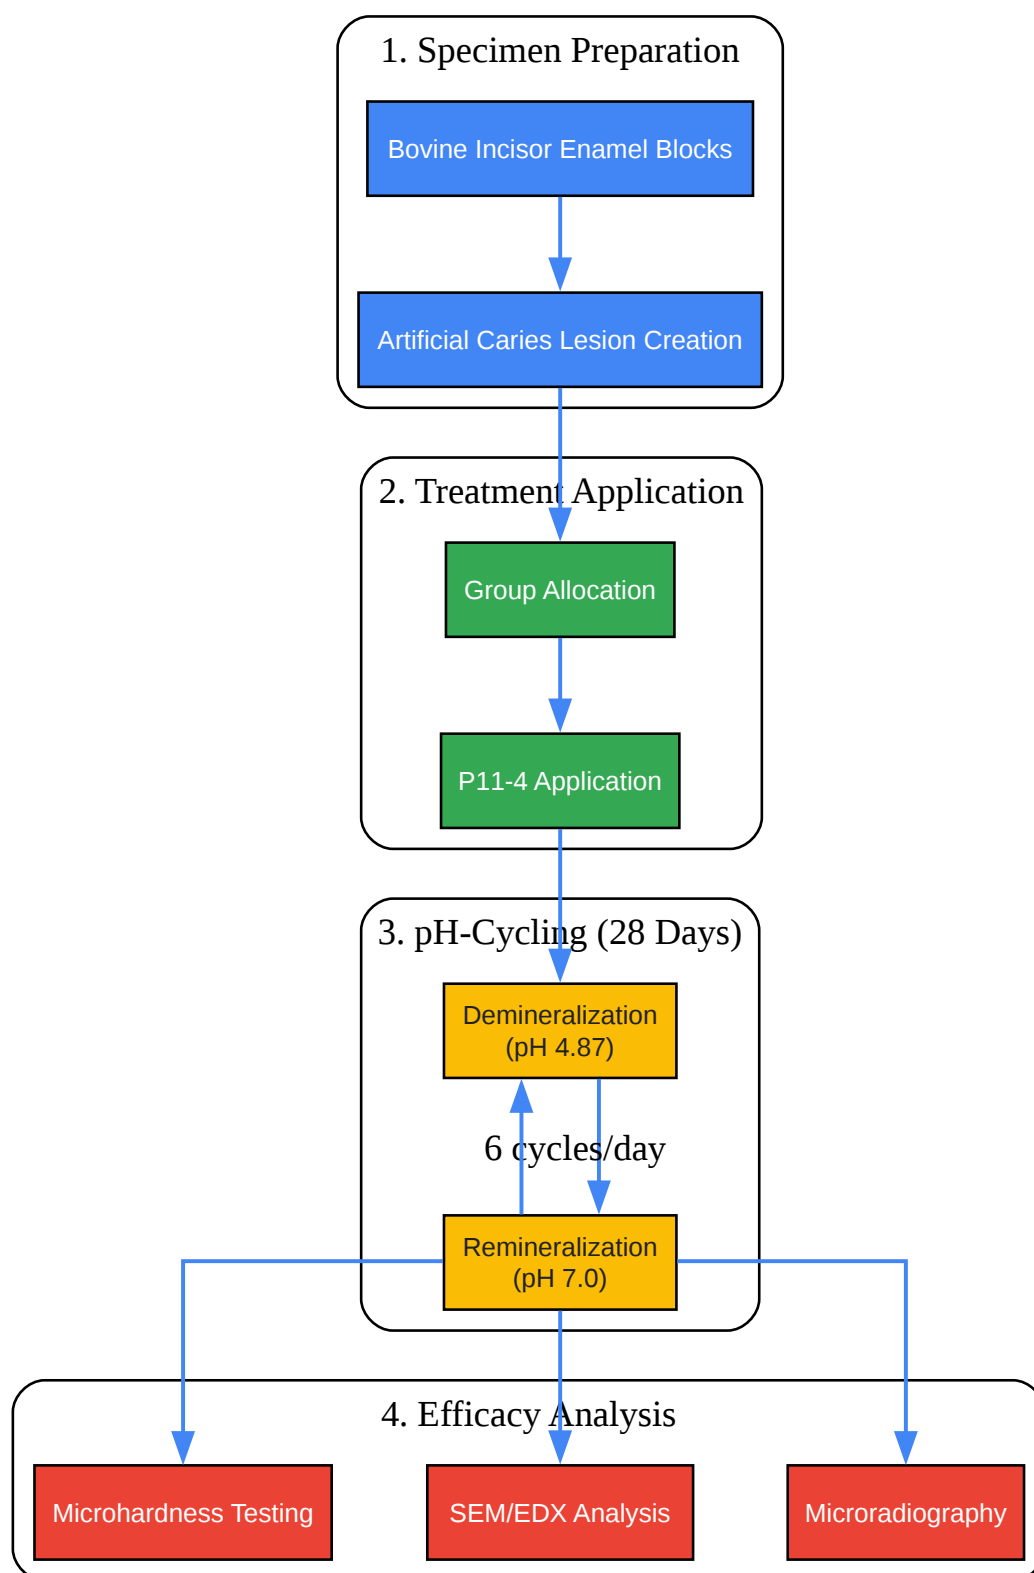 1. Specimen Preparation
Bovine Incisor Enamel Blocks
Artificial Caries Lesion Creation
2. Treatment Application
Group Allocation
P11-4 Application
3. pH-Cycling (28 Days)
Demineralization
(pH 4.87)
6 cycles/day
Remineralization
(pH 7.0)
4. Efficacy Analysis
Microhardness Testing
SEM/EDX Analysis
Microradiography